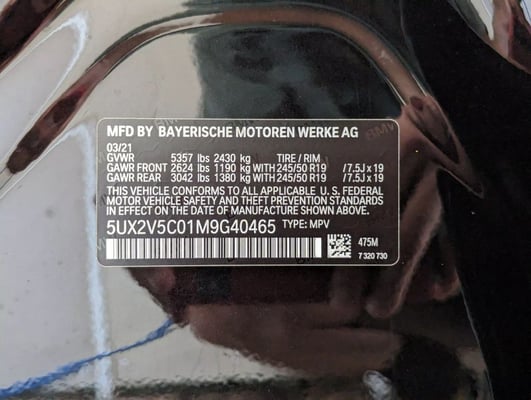 MFD BY BAYERISCHE MOTOREN WERKE AG
03/21
GVWR 5357 lbs 2430 kg TIRE / RIM
GAWR FRONT 2624 lbs 1190 kg WITH 245/50 R19 /7.5J x 19
GAWR REAR 3042 lbs 1380 kg WITH 245/50 R19 /7.5J x 19
THIS VEHICLE CONFORMS TO ALL APPLICABLE U. S. FEDERAL
MOTOR VEHICLE SAFETY AND THEFT PREVENTION STANDARDS
IN EFFECT ON THE DATE OF MANUFACTURE SHOWN ABOVE.
5UX2V5C01M9G40465 TYPE: MPV
475M
7 320 730